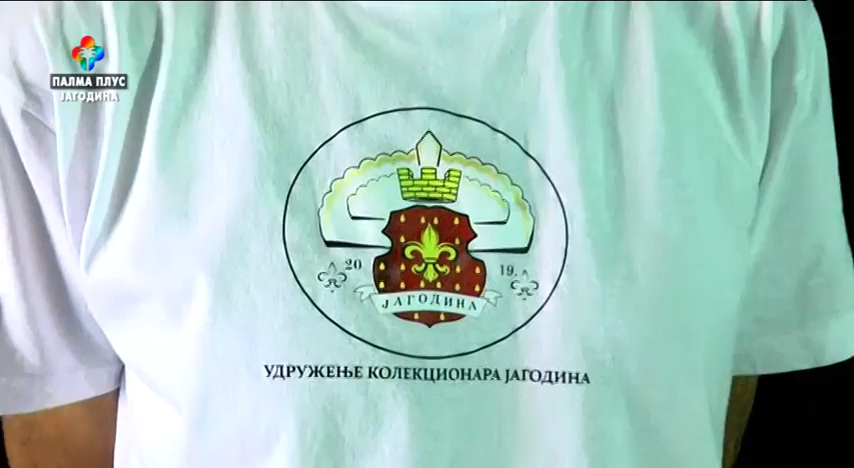 ПАЛМА ПЛУС
ЈАГОДИНА
20 19.
ЈАГОДИНА
УДРУЖЕЊЕ КОЛЕКЦИОНАРА ЈАГОДИНА